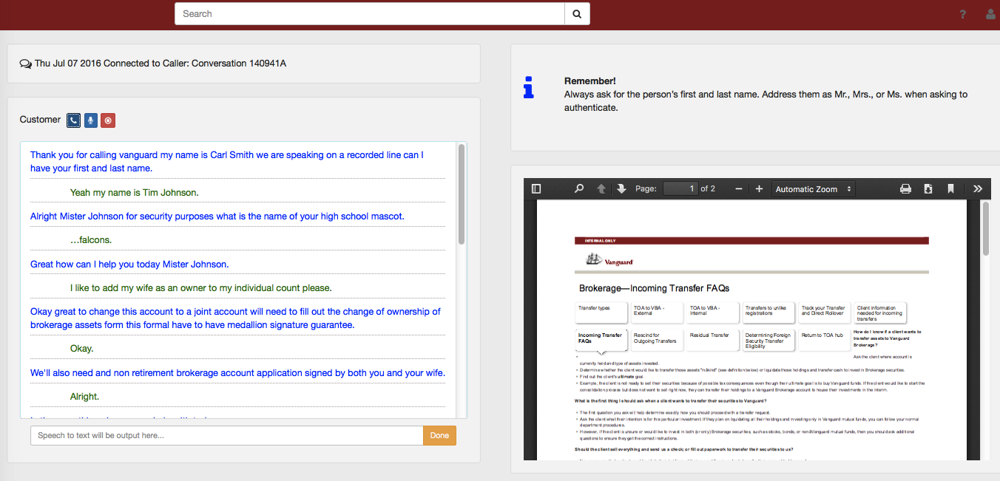 Search
Thu Jul 07 2016 Connected to Caller: Conversation 140941A
Customer
Thank you for calling vanguard my name is Carl Smith we are speaking on a recorded line can I
have your first and last name.
Yeah my name is Tim Johnson.
Alright Mister Johnson for security purposes what is the name of your high school mascot.
...falcons.
Great how can I help you today Mister Johnson.
I like to add my wife as an owner to my individual count please.
Okay great to change this account to a joint account will need to fill out the change of ownership of
brokerage assets form this formal have to have medallion signature guarantee.
Okay.
We'll also need and non retirement brokerage account application signed by both you and your wife.
Alright.
Speech to text will be output here...
Done
Remember!
Always ask for the person's first and last name. Address them as Mr., Mrs., or Ms. when asking to
authenticate.
Page: 1 of 2
Automatic Zoom
INTERNAL ONLY
Vanguard
Brokerage—Incoming Transfer FAQs
Transfer types
TOA to VBA -
External
TOA to VBA -
Internal
Transfers to unlike
registrations
Track your Transfer
and Direct Rollover
Client information
needed for incoming
transfers
Incoming Transfer
FAQs
Rescind for
Outgoing Transfers
Residual Transfer
Determining Foreign
Security Transfer
Eligibility
Return to TOA hub
How do I know if a client wants to
transfer assets to Vanguard
Brokerage?
Ask the client where account is
currently held and type of assets invested.
Determine whether the client would like to transfer those assets "in kind" (see definition below) or liquidate those holdings and transfer cash to invest in Brokerage securities.
Find out the client's ultimate goal.
Example, the client is not ready to sell their securities because of possible tax consequences even though their ultimate goal is to buy Vanguard funds. If the client would like to start the
consolidation process but does not want to sell right now, they can transfer their holdings to a Vanguard Brokerage account to house their investments in the interim.
What is the first thing I should ask when a client wants to transfer their securities to Vanguard?
The first question you ask will help determine exactly how you should proceed with a transfer request.
Ask the client what their intention is for this particular investment. If they plan on liquidating all their holdings and investing only in Vanguard mutual funds, you can follow your normal
department procedures.
However, if the client is unsure or would like to invest in both (or only) Brokerage securities, such as stocks, bonds, or nonâVanguard mutual funds, then you should ask additional
questions to ensure they get the correct instructions.
Should the client sell everything and send us a check; or fill out paperwork to transfer their securities to us?